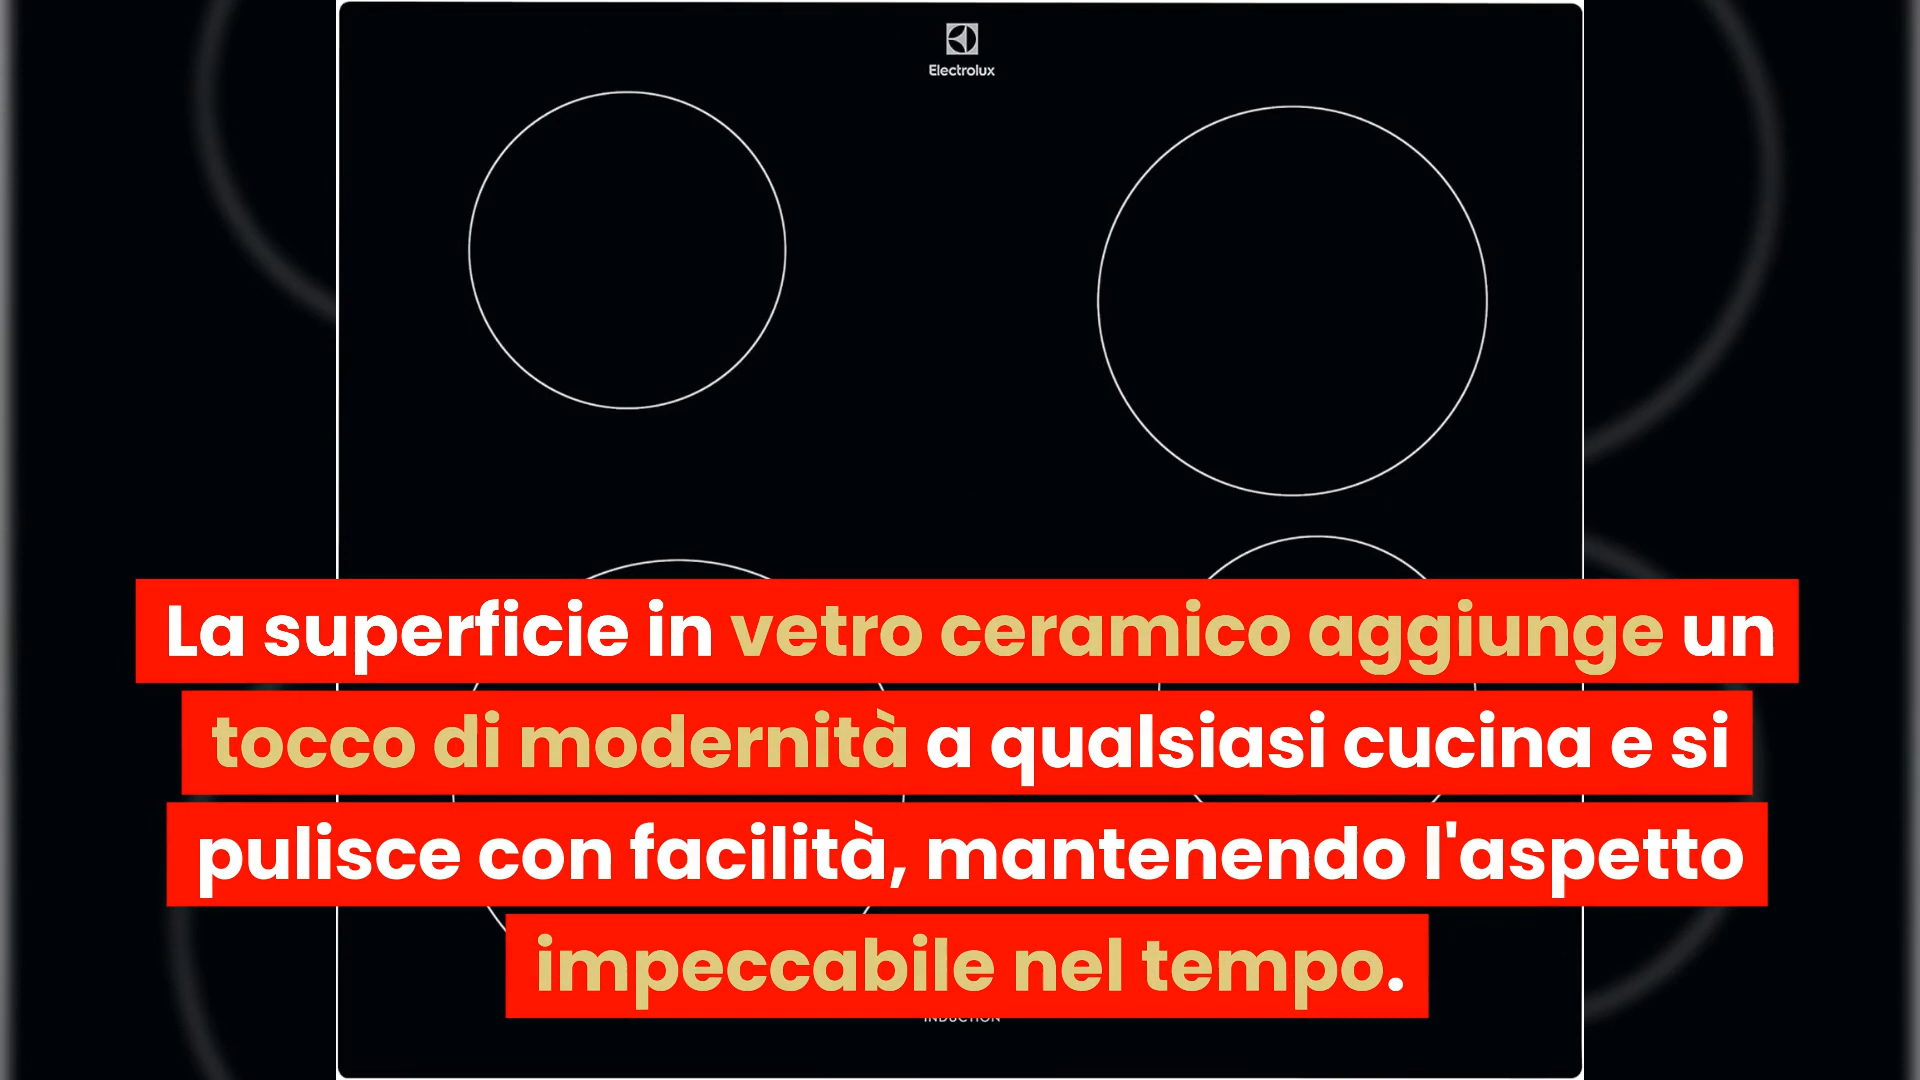 Electrolux
La superficie in vetro ceramico aggiunge un
tocco di modernità a qualsiasi cucina e si
pulisce con facilità, mantenendo l'aspetto
impeccabile nel tempo.
INDUCTION